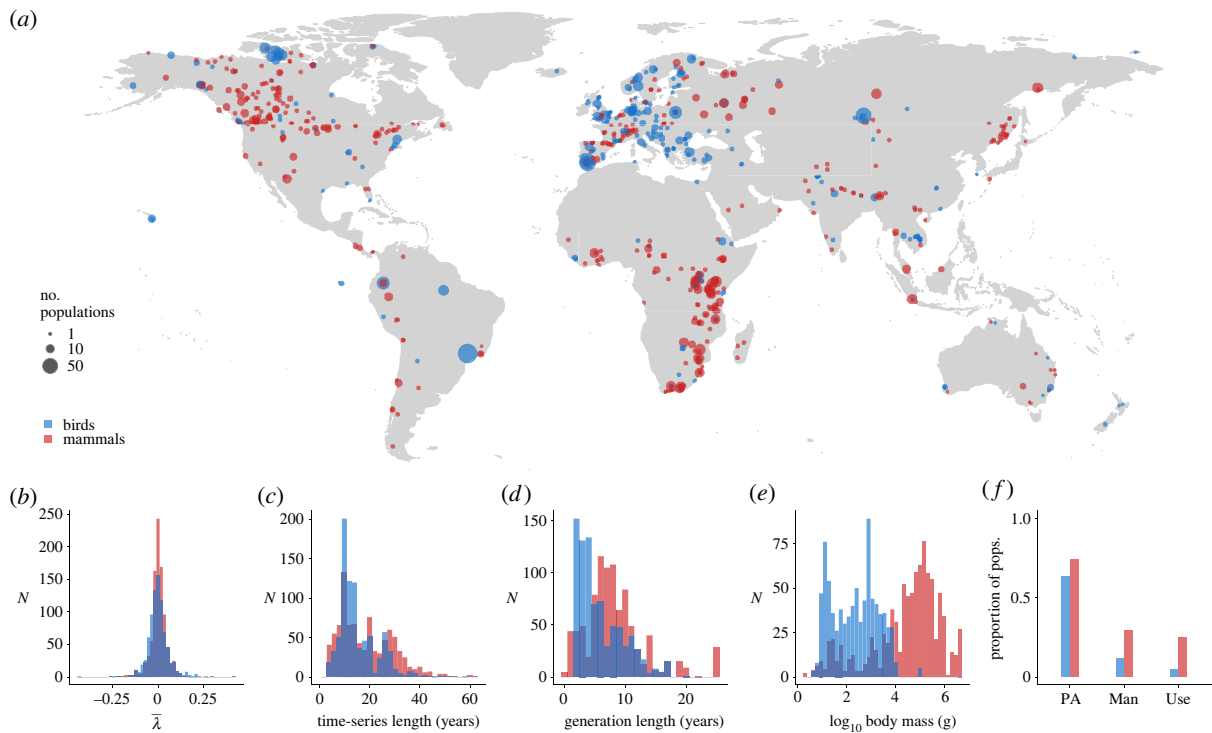 (a)
no.
populations
1
10
50
birds
mammals
(b)
250
200
150
N
100
50
0
−0.25 0 0.25
λ̅
(c)
200
150
N
100
50
0
0 20 40 60
time-series length (years)
(d)
150
100
N
50
0
0 10 20
generation length (years)
(e)
75
N
50
25
0
0 2 4 6
log₁₀ body mass (g)
(f)
1.0
0.5
0
proportion of pops.
PA Man Use